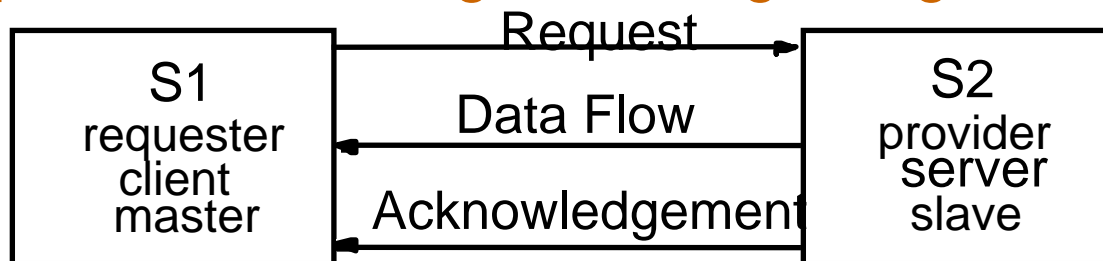 Request
S1
requester
client
master
Data Flow
Acknowledgement
S2
provider
server
slave